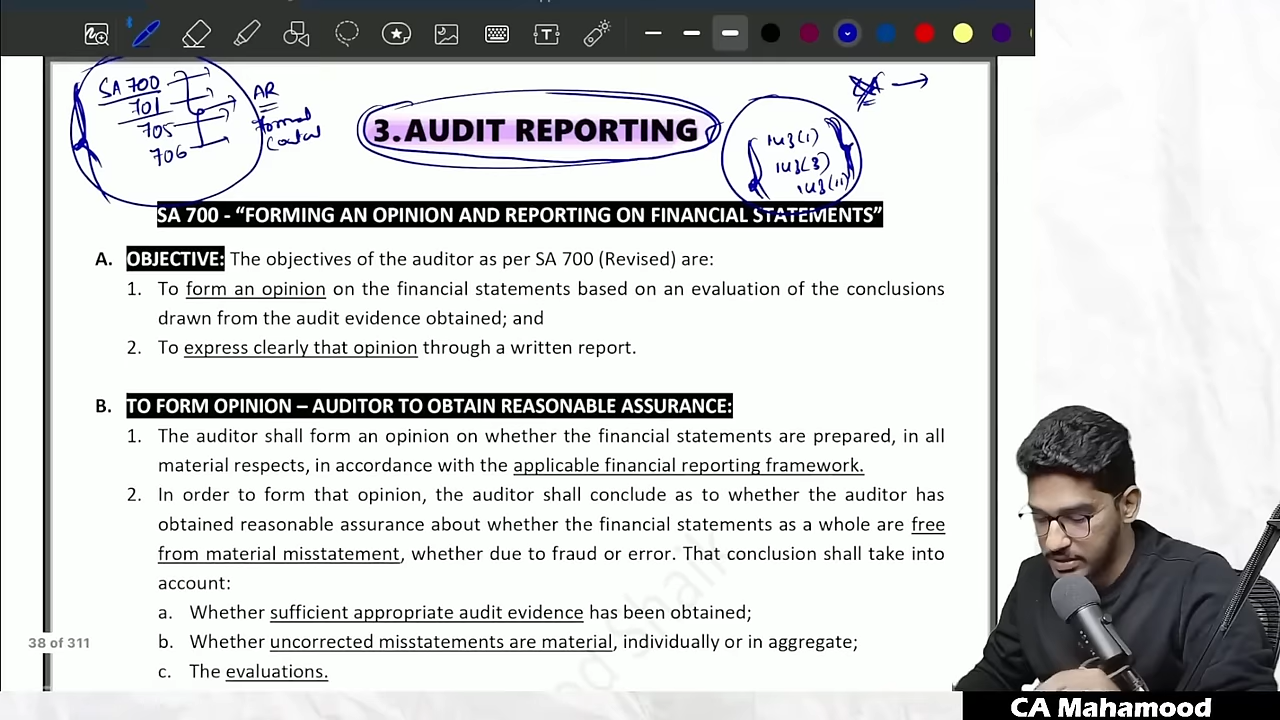 SA 700
701
705
706
AR
3.AUDIT REPORTING
143(1)
143(3)
143(11)
SA 700 - “FORMING AN OPINION AND REPORTING ON FINANCIAL STATEMENTS”
A. OBJECTIVE: The objectives of the auditor as per SA 700 (Revised) are:
1. To form an opinion on the financial statements based on an evaluation of the conclusions
drawn from the audit evidence obtained; and
2. To express clearly that opinion through a written report.
B. TO FORM OPINION – AUDITOR TO OBTAIN REASONABLE ASSURANCE:
1. The auditor shall form an opinion on whether the financial statements are prepared, in all
material respects, in accordance with the applicable financial reporting framework.
2. In order to form that opinion, the auditor shall conclude as to whether the auditor has
obtained reasonable assurance about whether the financial statements as a whole are free
from material misstatement, whether due to fraud or error. That conclusion shall take into
account:
a. Whether sufficient appropriate audit evidence has been obtained;
38 of 311
b. Whether uncorrected misstatements are material, individually or in aggregate;
c. The evaluations.
CA Mahamood